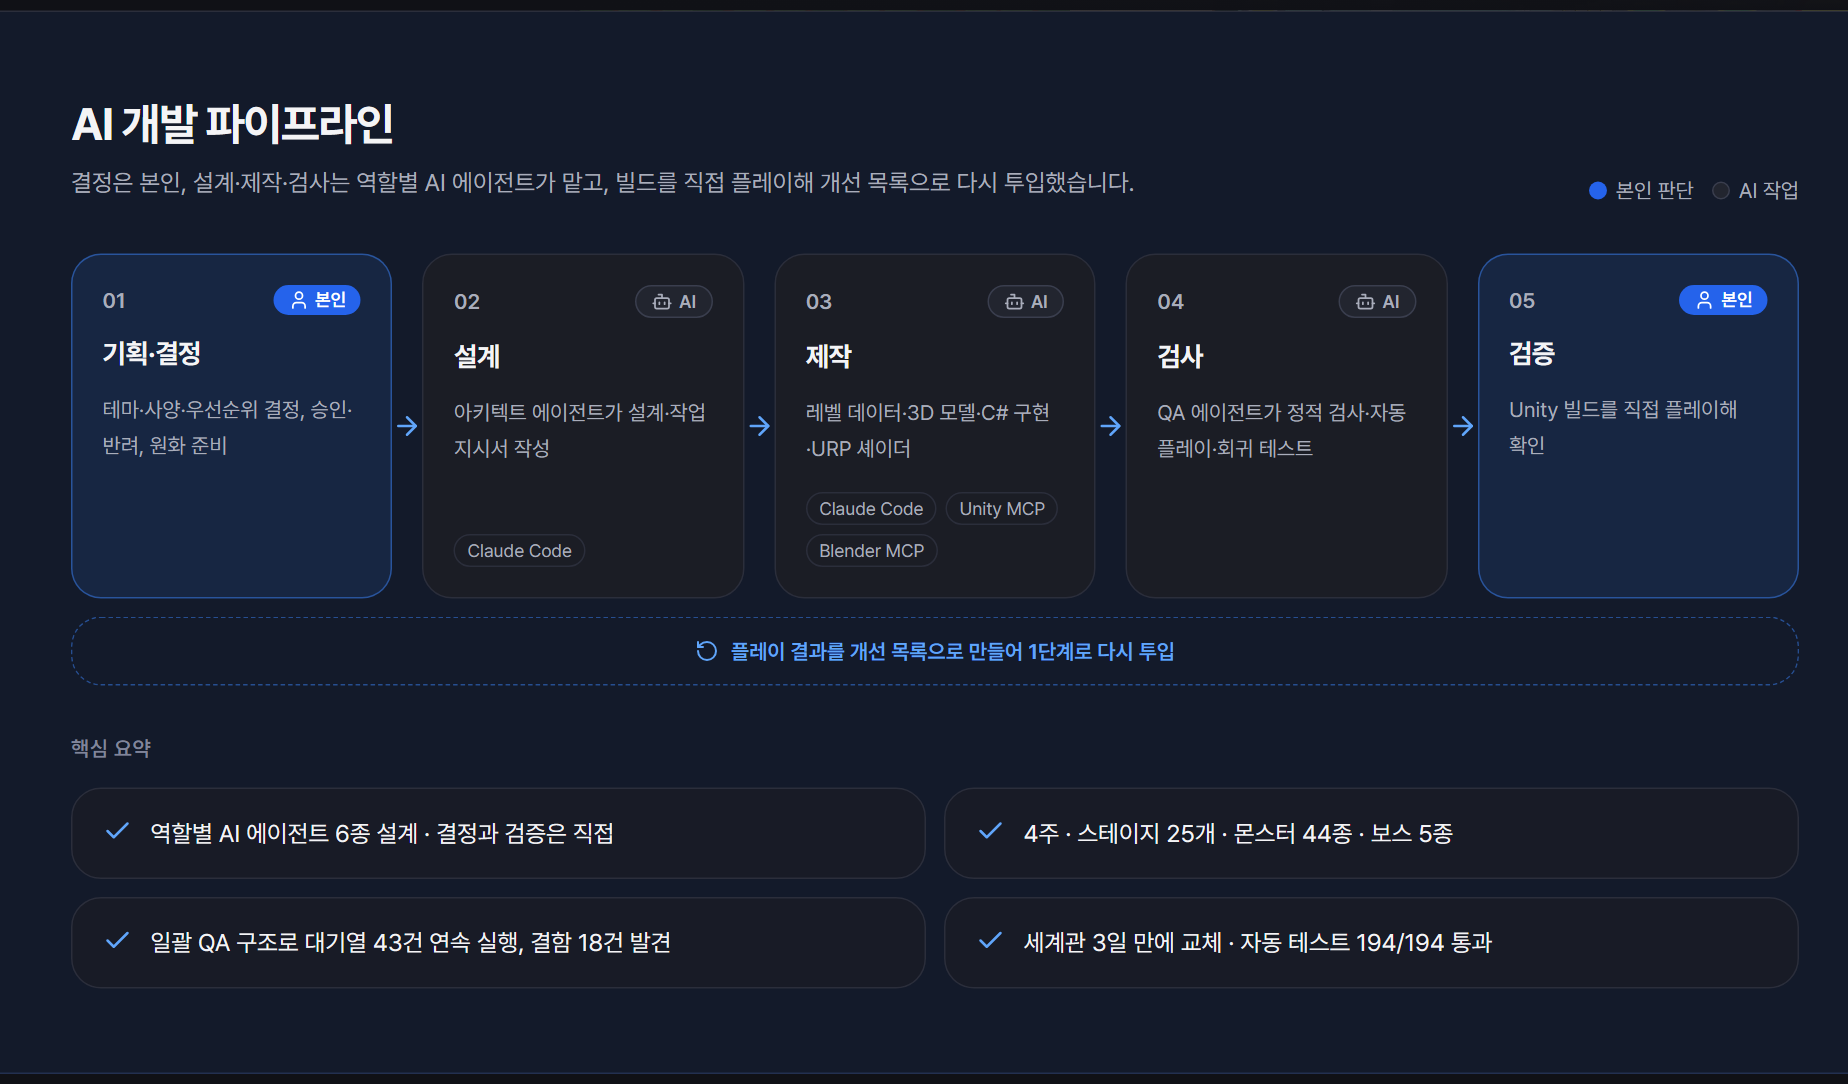 AI 개발 파이프라인
결정은 본인, 설계·제작·검사는 역할별 AI 에이전트가 맡고, 빌드를 직접 플레이해 개선 목록으로 다시 투입했습니다.
본인 판단
AI 작업
01
본인
기획·결정
테마·사양·우선순위 결정, 승인·
반려, 원화 준비
02
AI
설계
아키텍트 에이전트가 설계·작업
지시서 작성
Claude Code
03
AI
제작
레벨 데이터·3D 모델·C# 구현
·URP 셰이더
Claude Code
Unity MCP
Blender MCP
04
AI
검사
QA 에이전트가 정적 검사·자동
플레이·회귀 테스트
05
본인
검증
Unity 빌드를 직접 플레이해
확인
플레이 결과를 개선 목록으로 만들어 1단계로 다시 투입
핵심 요약
역할별 AI 에이전트 6종 설계 · 결정과 검증은 직접
4주 · 스테이지 25개 · 몬스터 44종 · 보스 5종
일괄 QA 구조로 대기열 43건 연속 실행, 결함 18건 발견
세계관 3일 만에 교체 · 자동 테스트 194/194 통과